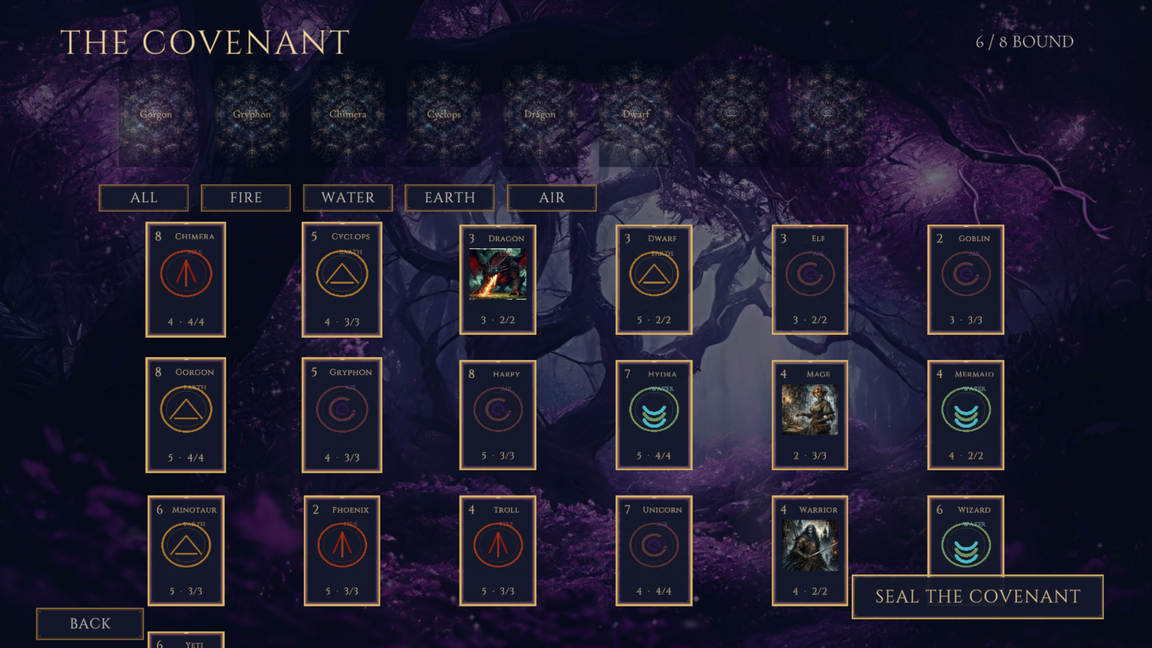 THE COVENANT
6 / 8 BOUND
Gorgon Gryphon Chimera Cyclops Dragon Dwarf
ALL FIRE WATER EARTH AIR
8 CHIMERA 5 CYCLOPS 3 DRAGON 3 DWARF 3 ELF 2 GOBLIN
FIRE EARTH EARTH AIR AIR
4 · 4/4 4 · 3/3 3 · 2/2 5 · 2/2 3 · 2/2 3 · 3/3
8 GORGON 5 GRYPHON 8 HARPY 7 HYDRA 4 MAGE 4 MERMAID
EARTH AIR AIR WATER WATER
5 · 4/4 4 · 3/3 5 · 3/3 5 · 4/4 2 · 3/3 4 · 2/2
6 MINOTAUR 2 PHOENIX 4 TROLL 7 UNICORN 4 WARRIOR 6 WIZARD
EARTH FIRE FIRE AIR WATER
5 · 3/3 5 · 3/3 5 · 3/3 4 · 4/4 4 · 2/2
SEAL THE COVENANT
BACK
6 YETI